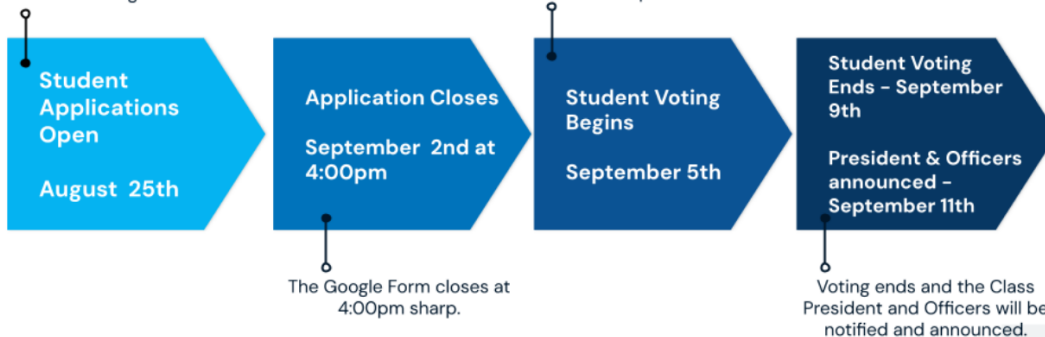 Student
Applications
Open
August 25th
Application Closes
September 2nd at
4:00pm
The Google Form closes at
4:00pm sharp.
Student Voting
Begins
September 5th
Student Voting
Ends - September
9th
President & Officers
announced -
September 11th
Voting ends and the Class
President and Officers will be
notified and announced.